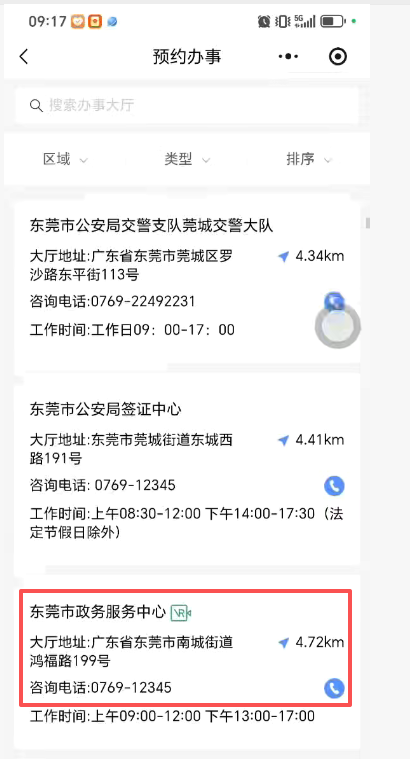 09:17
5G
预约办事
搜索办事大厅
区域
类型
排序
东莞市公安局交警支队莞城交警大队
大厅地址:广东省东莞市莞城区罗
沙路东平街113号
4.34km
咨询电话:0769-22492231
工作时间:工作日09：00-17：00
东莞市公安局签证中心
大厅地址:东莞市莞城街道东城西
路191号
4.41km
咨询电话: 0769-12345
工作时间:上午08:30-12:00 下午14:00-17:30（法
定节假日除外）
东莞市政务服务中心 VR
大厅地址:广东省东莞市南城街道
鸿福路199号
4.72km
咨询电话:0769-12345
工作时间:上午09:00-12:00 下午13:00-17:00